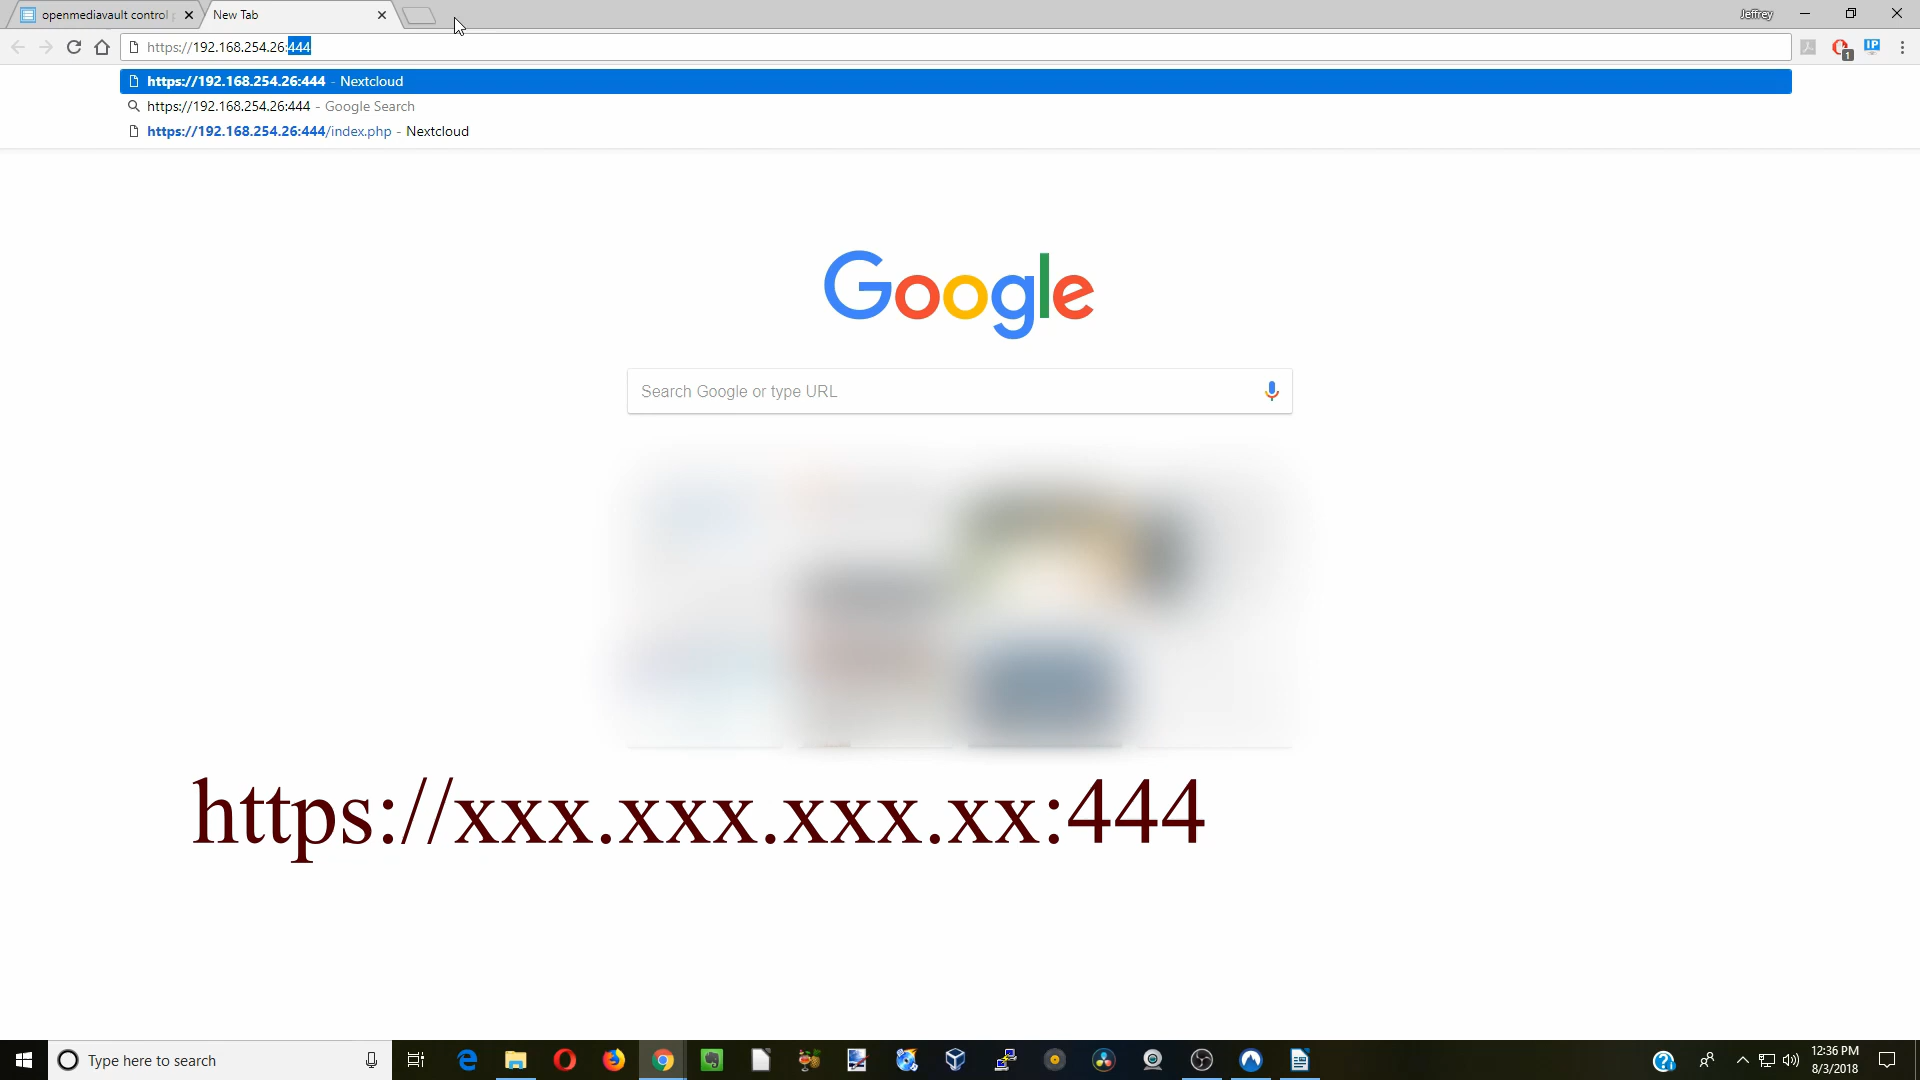 openmediavault control p
New Tab
Jeffrey
https://192.168.254.26:444
1
IP
https://192.168.254.26:444 - Nextcloud
https://192.168.254.26:444 - Google Search
https://192.168.254.26:444/index.php - Nextcloud
Google
Search Google or type URL
https://xxx.xxx.xxx.xx:444
Type here to search
12:36 PM
8/3/2018